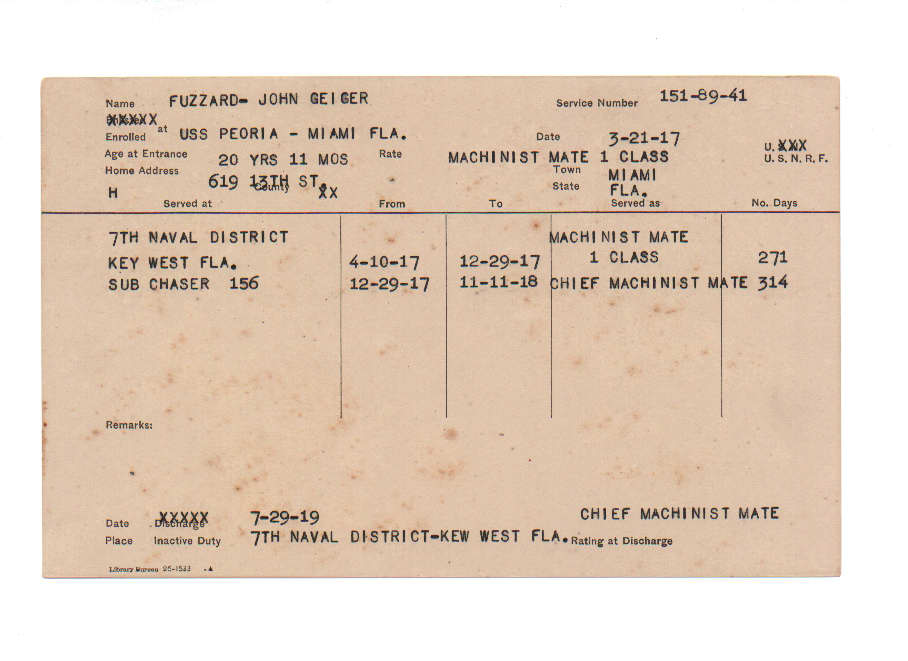 Name FUZZARD- JOHN GEIGER Service Number 151-89-41
XXXXX
Enrolled at USS PEORIA - MIAMI FLA. Date 3-21-17 U. XXX
Age at Entrance 20 YRS 11 MOS Rate MACHINIST MATE 1 CLASS U. S. N. R. F.
Home Address 619 13TH ST. County XX Town MIAMI
H State FLA.
Served at From To Served as No. Days
7TH NAVAL DISTRICT MACHINIST MATE
KEY WEST FLA. 4-10-17 12-29-17 1 CLASS 271
SUB CHASER 156 12-29-17 11-11-18 CHIEF MACHINIST MATE 314
Remarks:
XXXXX
Date Discharge 7-29-19 CHIEF MACHINIST MATE
Place Inactive Duty 7TH NAVAL DISTRICT-KEW WEST FLA. Rating at Discharge
Library Bureau 26-1533